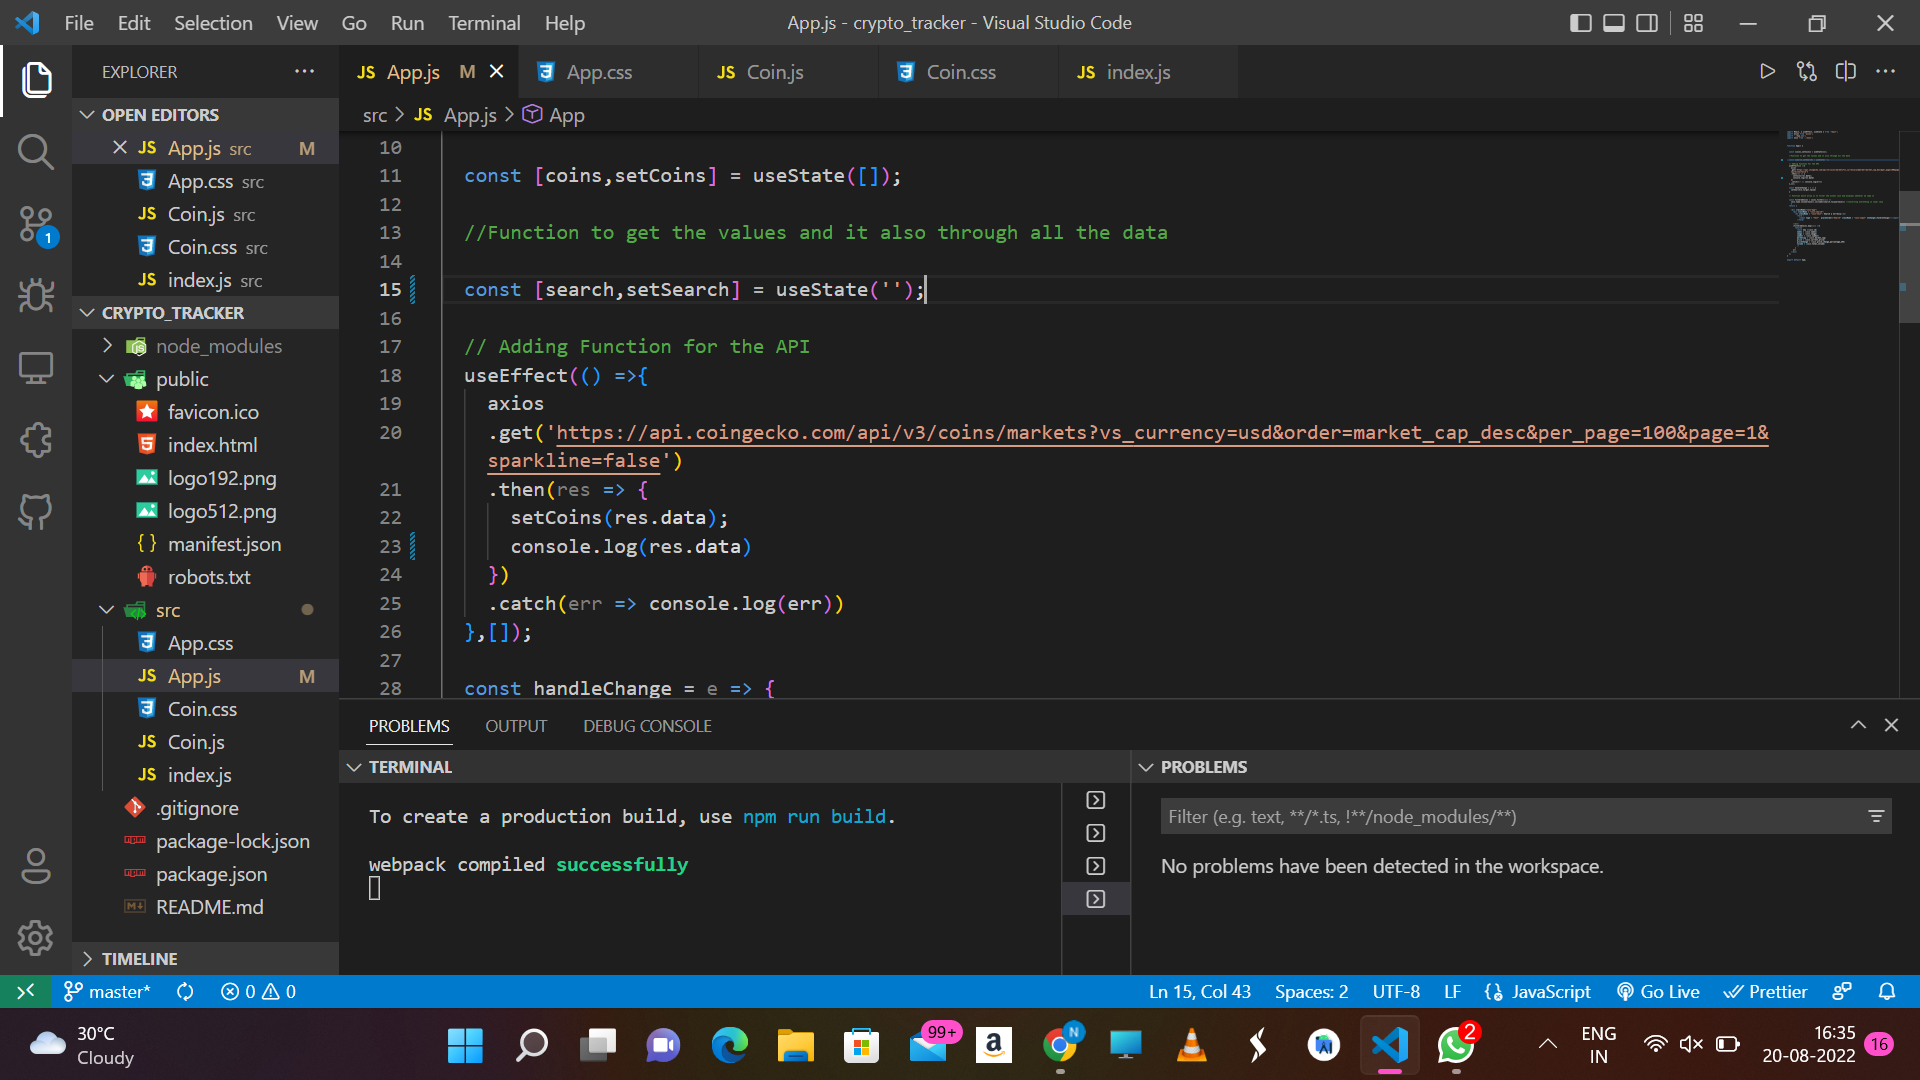 File Edit Selection View Go Run Terminal Help
App.js - crypto_tracker - Visual Studio Code
EXPLORER
JS App.js M
App.css
JS Coin.js
Coin.css
JS index.js
src > JS App.js > App
OPEN EDITORS
JS App.js src M
App.css src
JS Coin.js src
Coin.css src
JS index.js src
1
CRYPTO_TRACKER
node_modules
public
favicon.ico
index.html
logo192.png
logo512.png
{} manifest.json
robots.txt
src
App.css
JS App.js M
Coin.css
JS Coin.js
JS index.js
.gitignore
package-lock.json
package.json
README.md
TIMELINE
10
11 const [coins,setCoins] = useState([]);
12
13 //Function to get the values and it also through all the data
14
15 const [search,setSearch] = useState('');
16
17 // Adding Function for the API
18 useEffect(() =>{
19 axios
20 .get('https://api.coingecko.com/api/v3/coins/markets?vs_currency=usd&order=market_cap_desc&per_page=100&page=1&
sparkline=false')
21 .then(res => {
22 setCoins(res.data);
23 console.log(res.data)
24 })
25 .catch(err => console.log(err))
26 },[]);
27
28 const handleChange = e => {
PROBLEMS OUTPUT DEBUG CONSOLE
TERMINAL
To create a production build, use npm run build.
webpack compiled successfully
PROBLEMS
Filter (e.g. text, **/*.ts, !**/node_modules/**)
No problems have been detected in the workspace.
master* 0 0
Ln 15, Col 43 Spaces: 2 UTF-8 LF {} JavaScript Go Live Prettier
30°C
Cloudy
99+
a
N
2
ENG
IN
16:35
20-08-2022
16